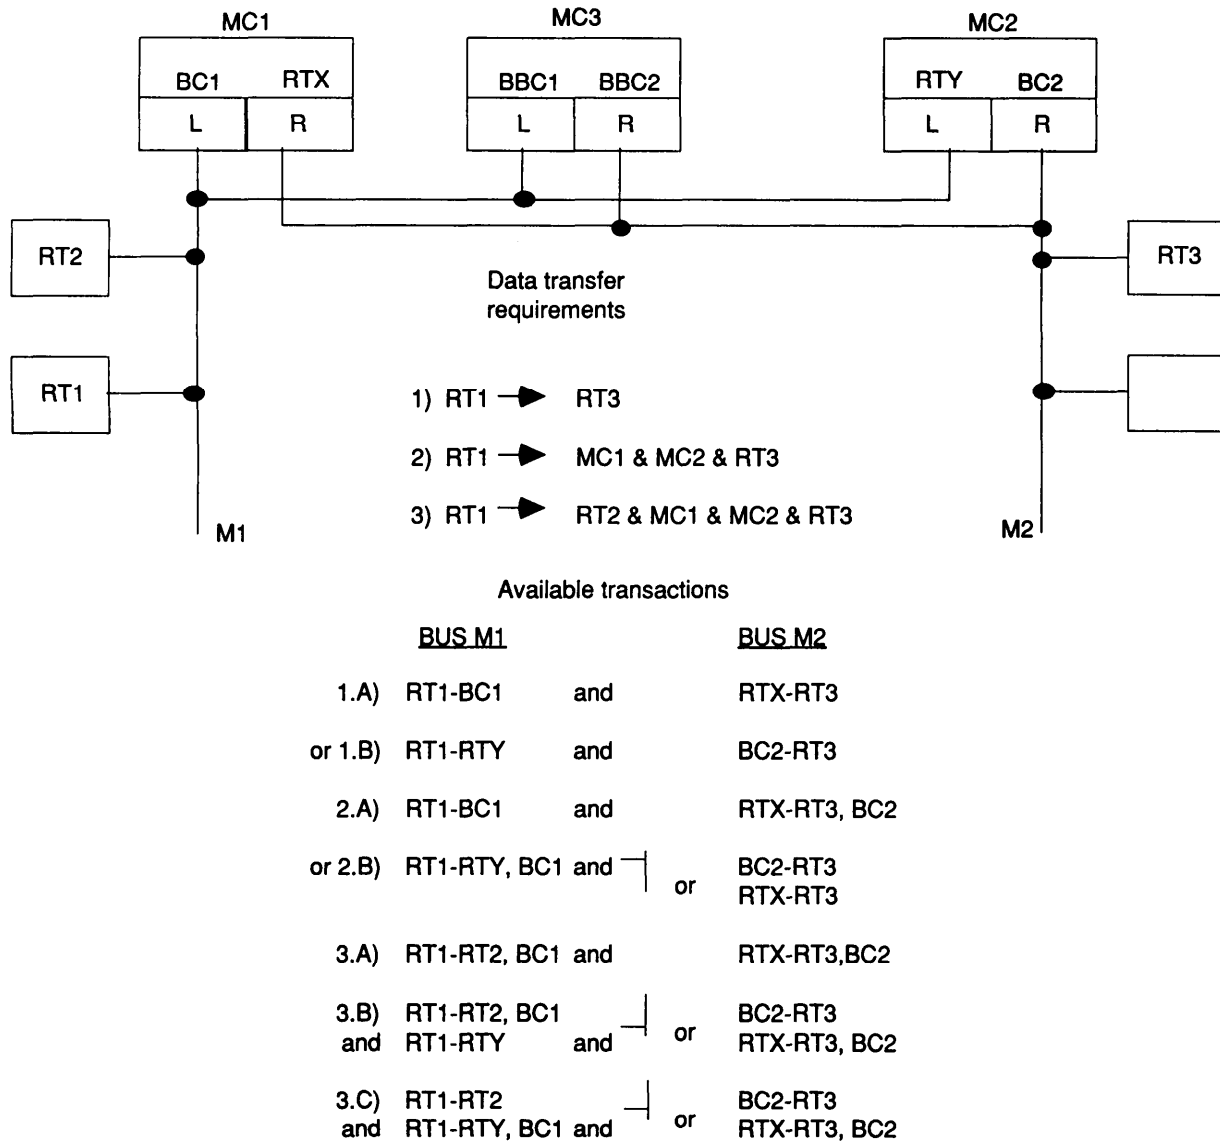 MC1 MC3 MC2
BC1 RTX BBC1 BBC2 RTY BC2
L R L R L R
RT2 RT3
Data transfer
requirements
RT1
1) RT1 RT3
2) RT1 MC1 & MC2 & RT3
3) RT1 RT2 & MC1 & MC2 & RT3
M1 M2
Available transactions
BUS M1 BUS M2
1.A) RT1-BC1 and RTX-RT3
or 1.B) RT1-RTY and BC2-RT3
2.A) RT1-BC1 and RTX-RT3, BC2
or 2.B) RT1-RTY, BC1 and BC2-RT3
or RTX-RT3
3.A) RT1-RT2, BC1 and RTX-RT3,BC2
3.B) RT1-RT2, BC1 BC2-RT3
and RT1-RTY and or RTX-RT3, BC2
3.C) RT1-RT2 BC2-RT3
and RT1-RTY, BC1 and or RTX-RT3, BC2